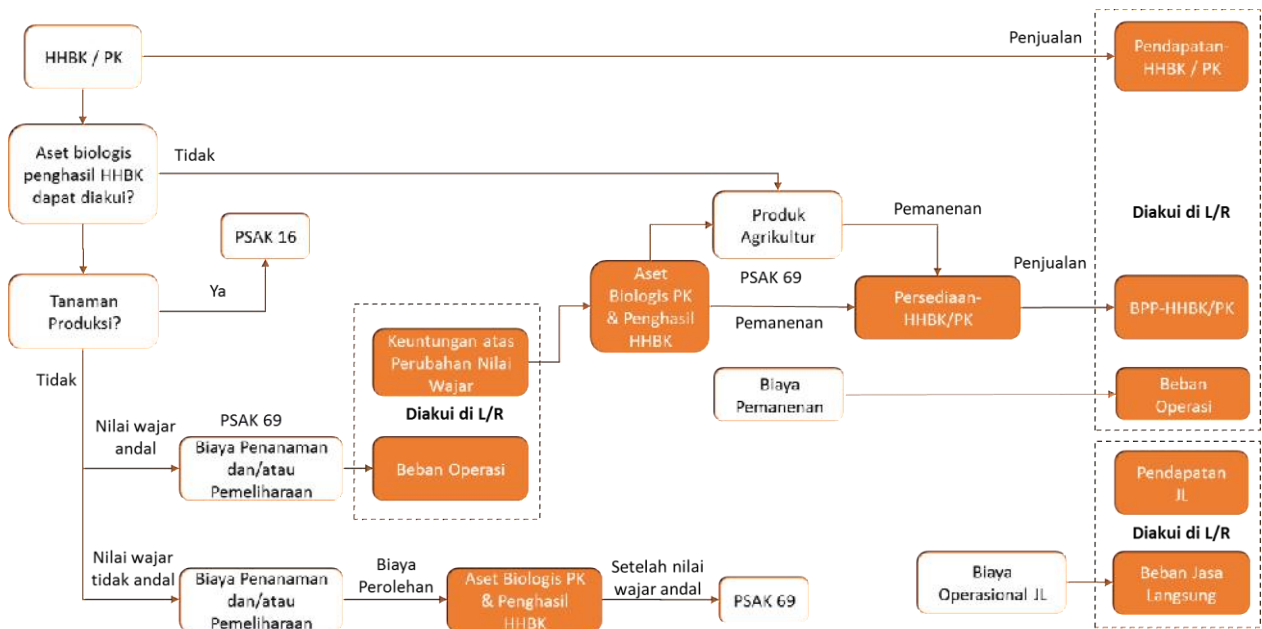 HHBK / PK
Penjualan
Pendapatan-
HHBK / PK
Aset biologis
penghasil HHBK
dapat diakui?
Tidak
Produk
Agrikultur
Pemanenan
Diakui di L/R
PSAK 16
Ya
Tanaman
Produksi?
Aset
Biologis PK
& Penghasil
HHBK
PSAK 69
Pemanenan
Persediaan-
HHBK/PK
Penjualan
BPP-HHBK/PK
Keuntungan atas
Perubahan Nilai
Wajar
Diakui di L/R
Beban Operasi
Biaya
Pemanenan
Beban
Operasi
Tidak
Nilai wajar
andal
PSAK 69
Biaya Penanaman
dan/atau
Pemeliharaan
Pendapatan
JL
Diakui di L/R
Biaya
Operasional JL
Beban Jasa
Langsung
Nilai wajar
tidak andal
Biaya Penanaman
dan/atau
Pemeliharaan
Biaya
Perolehan
Aset Biologis PK
& Penghasil
HHBK
Setelah nilai
wajar andal
PSAK 69